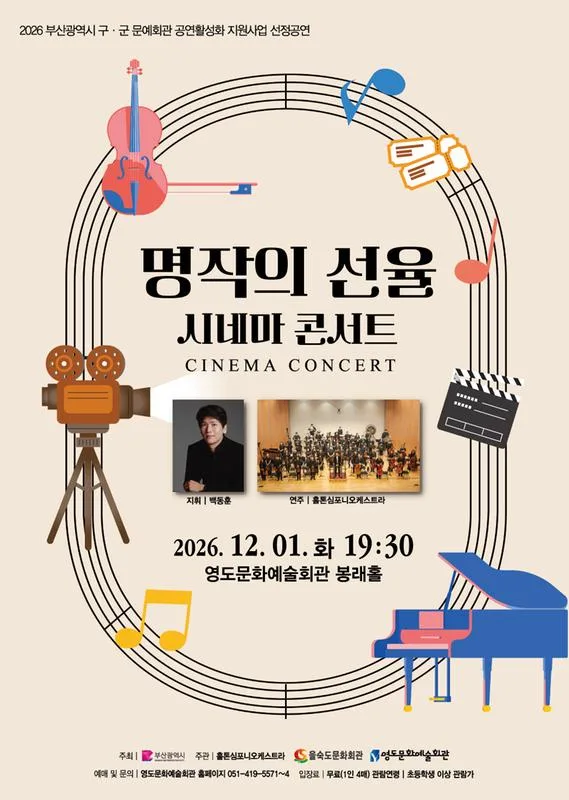 2026 부산광역시 구 · 군 문예회관 공연활성화 지원사업 선정공연
명작의 선율
시네마 콘서트
CINEMA CONCERT
지휘 | 백동훈
연주 | 홀톤심포니오케스트라
2026. 12. 01. 화 19:30
영도문화예술회관 봉래홀
주최 | 부산광역시 주관 | 홀톤심포니오케스트라 을숙도문화회관 영도문화예술회관
예매 및 문의 | 영도문화예술회관 홈페이지 051-419-5571~4 입장료 | 무료(1인 4매) 관람연령 | 초등학생 이상 관람가